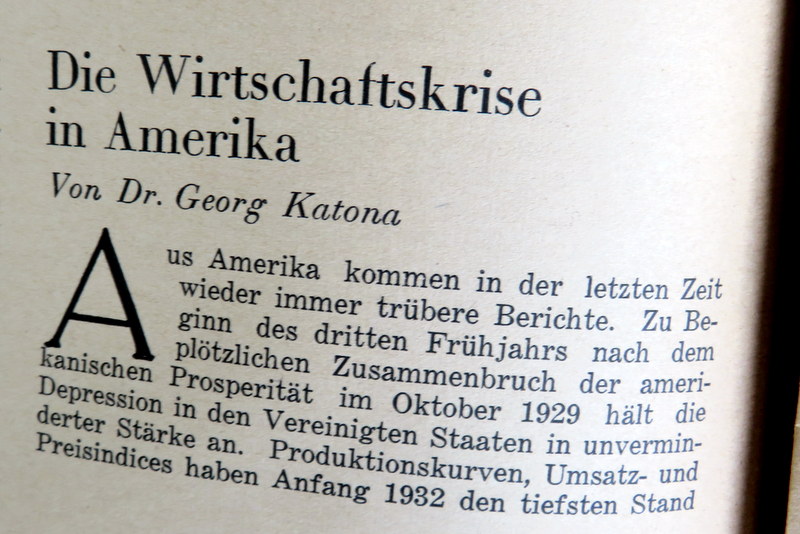 Die Wirtschaftskrise
in Amerika
Von Dr. Georg Katona
Aus Amerika kommen in der letzten Zeit
wieder immer trübere Berichte. Zu Be-
ginn des dritten Frühjahrs nach dem
plötzlichen Zusammenbruch der ameri-
kanischen Prosperität im Oktober 1929 hält die
Depression in den Vereinigten Staaten in unvermin-
derter Stärke an. Produktionskurven, Umsatz- und
Preisindices haben Anfang 1932 den tiefsten Stand